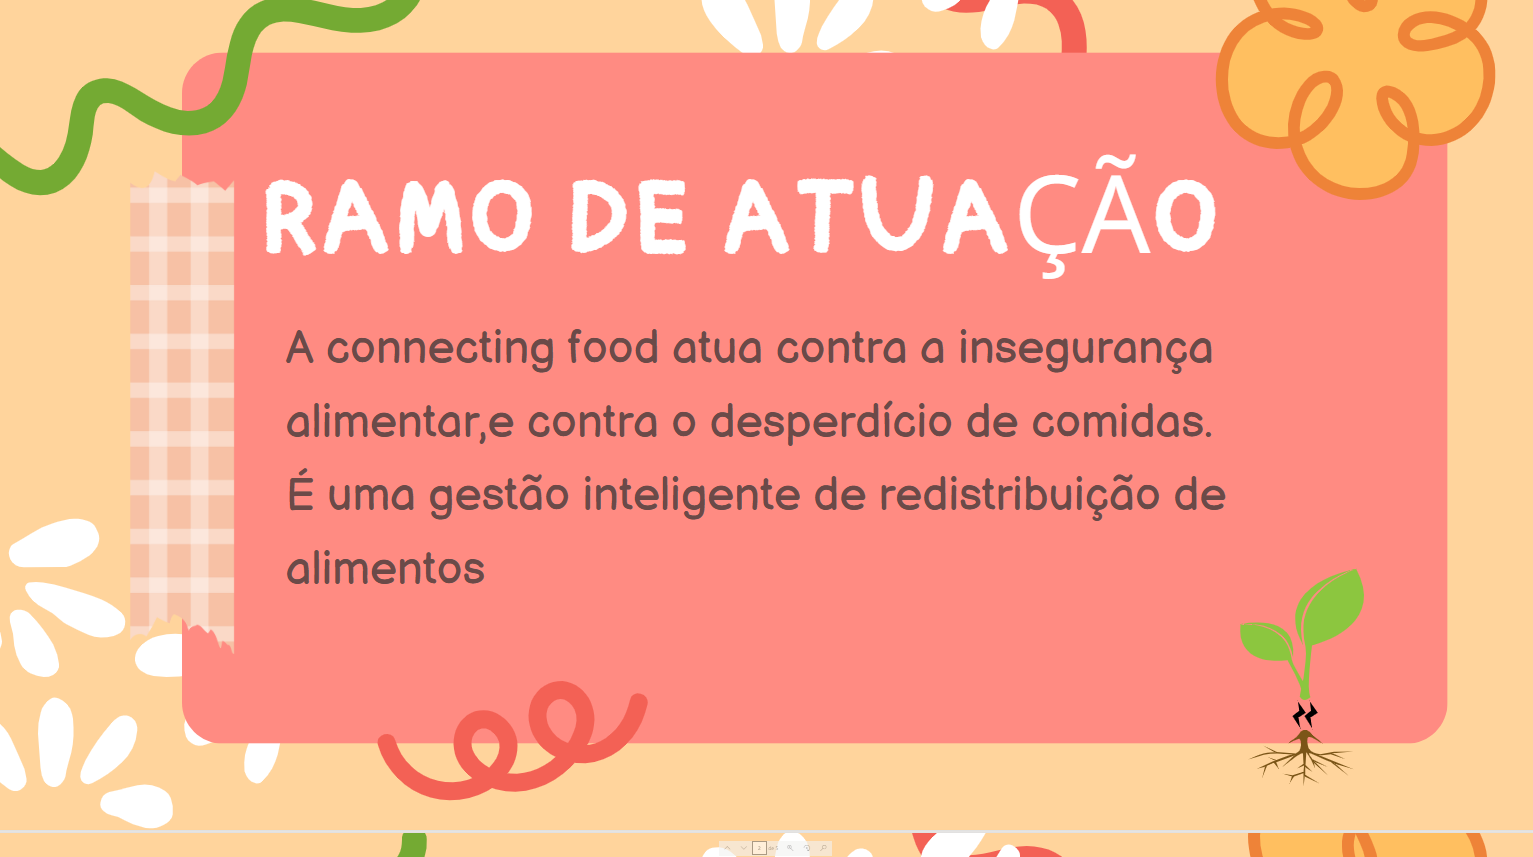 RAMO DE ATUAÇÃO
A connecting food atua contra a insegurança
alimentar,e contra o desperdício de comidas.
É uma gestão inteligente de redistribuição de
alimentos
2